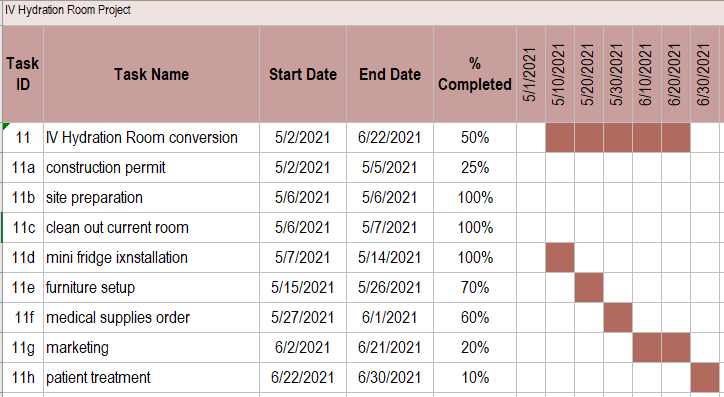 IV Hydration Room Project
Task ID Task Name Start Date End Date % Completed 5/1/2021 5/10/2021 5/20/2021 5/30/2021 6/10/2021 6/20/2021 6/30/2021
11 IV Hydration Room conversion 5/2/2021 6/22/2021 50%
11a construction permit 5/2/2021 5/5/2021 25%
11b site preparation 5/6/2021 5/6/2021 100%
11c clean out current room 5/6/2021 5/7/2021 100%
11d mini fridge ixnstallation 5/7/2021 5/14/2021 100%
11e furniture setup 5/15/2021 5/26/2021 70%
11f medical supplies order 5/27/2021 6/1/2021 60%
11g marketing 6/2/2021 6/21/2021 20%
11h patient treatment 6/22/2021 6/30/2021 10%